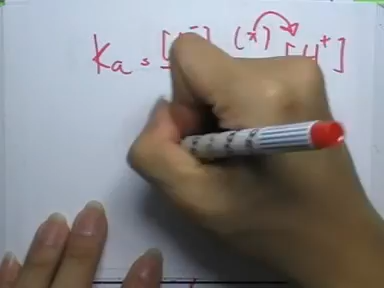 Ka = [ - ] (x) [H+]